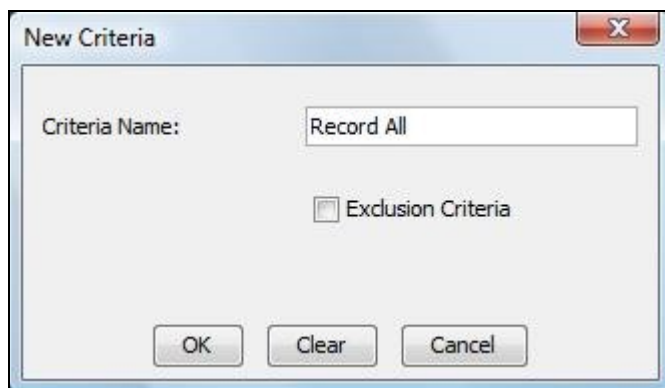 New Criteria
Criteria Name: Record All
Exclusion Criteria
OK Clear Cancel